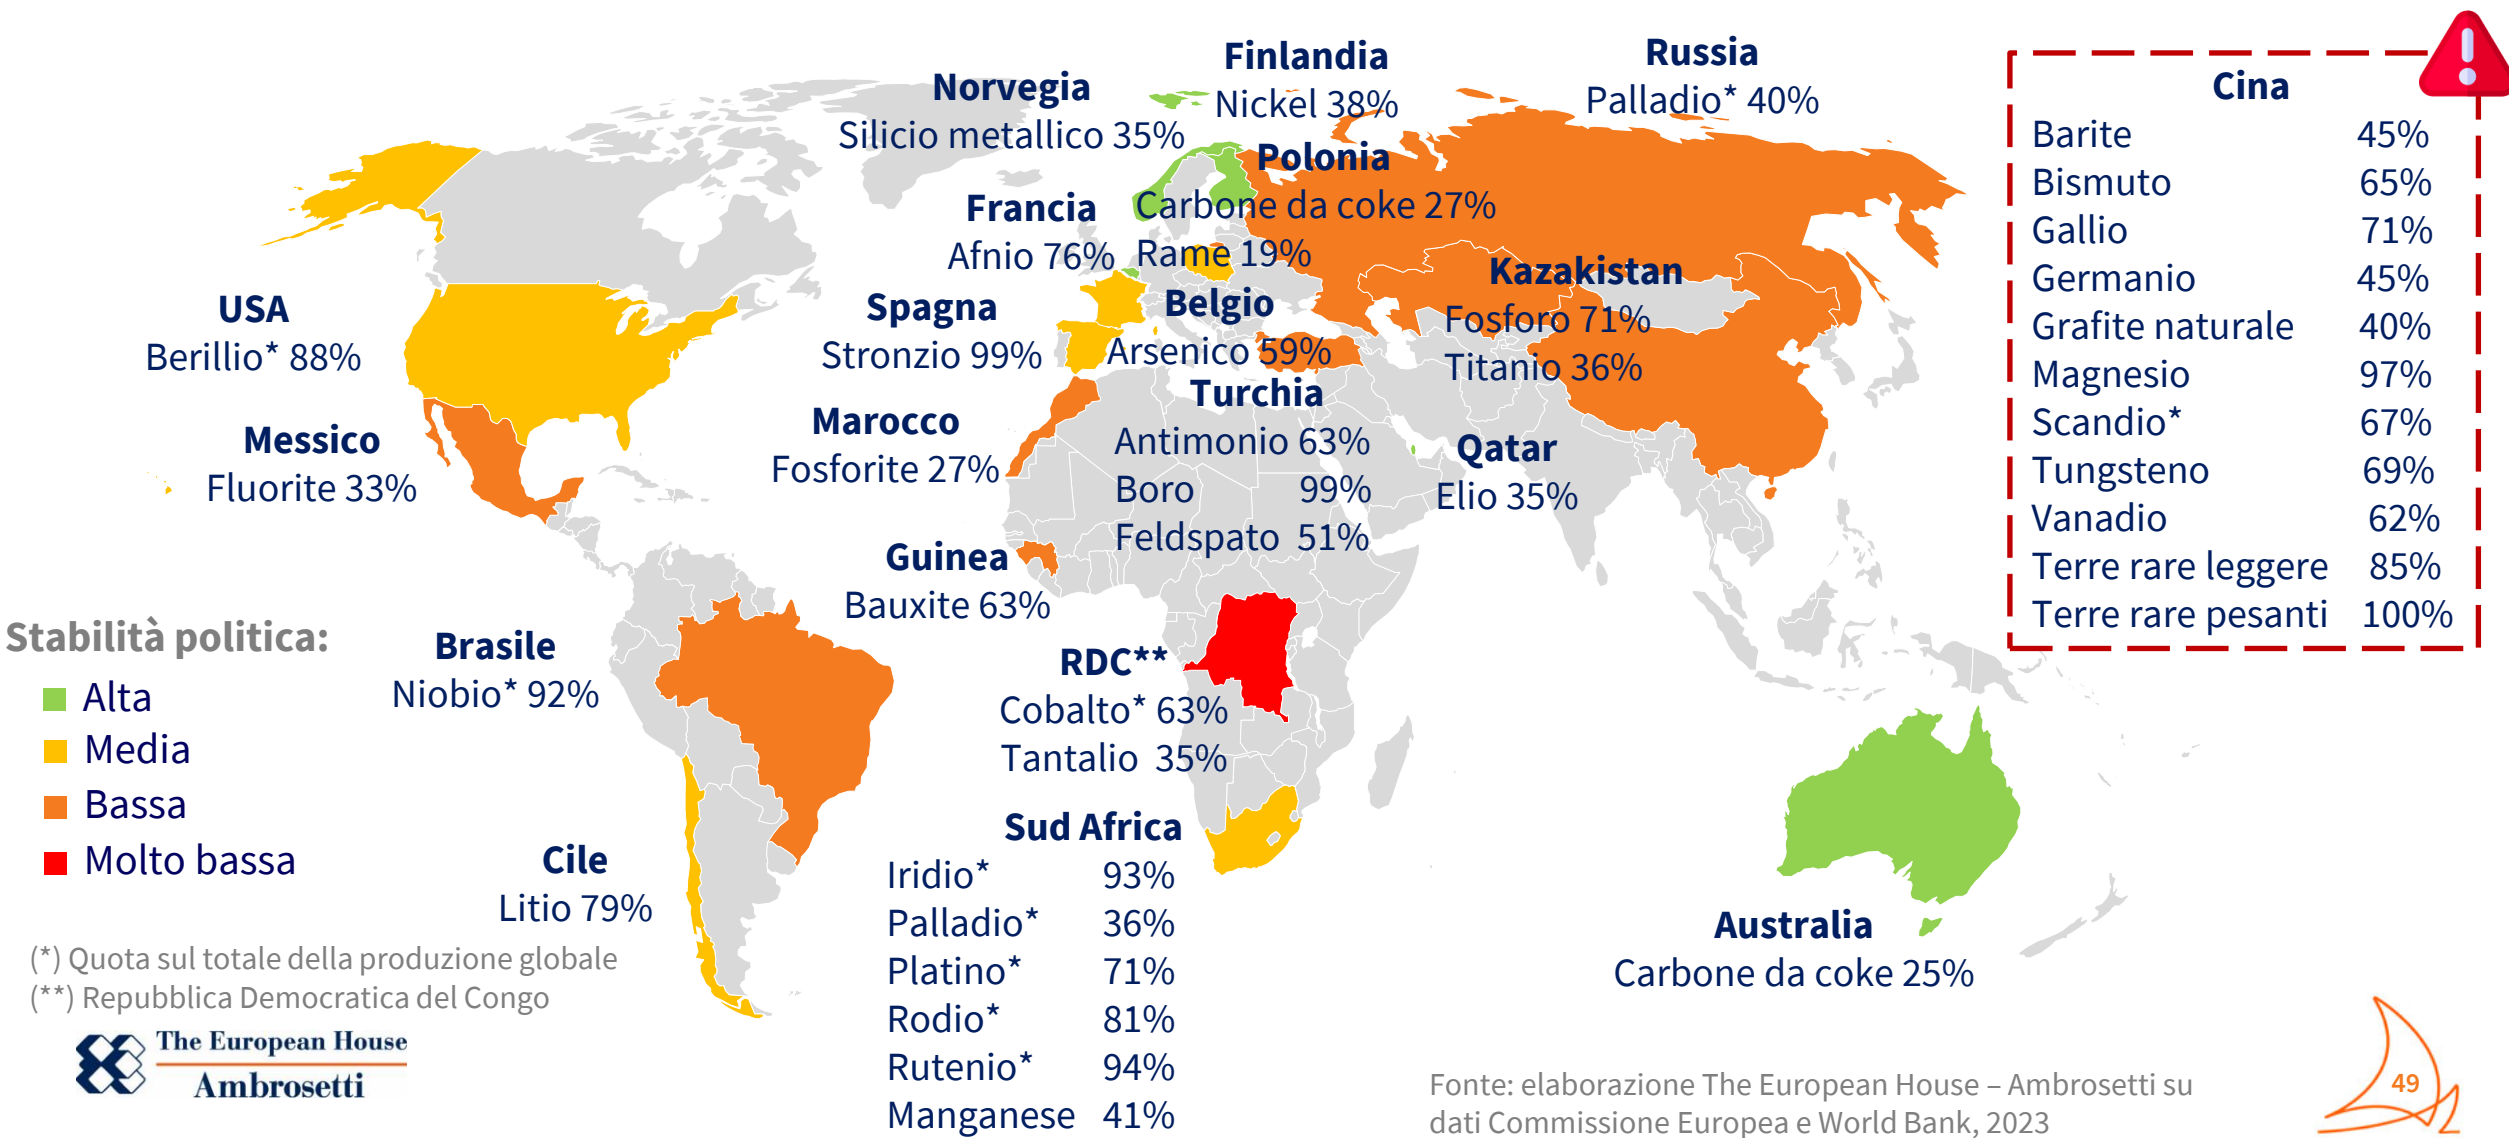 Finlandia
Nickel 38%
Russia
Palladio* 40%
Norvegia
Silicio metallico 35%
Polonia
Carbone da coke 27%
Rame 19%
Francia
Afnio 76%
Kazakistan
Fosforo 71%
Titanio 36%
USA
Berillio* 88%
Spagna
Stronzio 99%
Belgio
Arsenico 59%
Turchia
Antimonio 63%
Boro 99%
Feldspato 51%
Messico
Fluorite 33%
Marocco
Fosforite 27%
Qatar
Elio 35%
Guinea
Bauxite 63%
Brasile
Niobio* 92%
RDC**
Cobalto* 63%
Tantalio 35%
Sud Africa
Iridio* 93%
Palladio* 36%
Platino* 71%
Rodio* 81%
Rutenio* 94%
Manganese 41%
Cile
Litio 79%
Australia
Carbone da coke 25%
Cina
Barite 45%
Bismuto 65%
Gallio 71%
Germanio 45%
Grafite naturale 40%
Magnesio 97%
Scandio* 67%
Tungsteno 69%
Vanadio 62%
Terre rare leggere 85%
Terre rare pesanti 100%
Stabilità politica:
Alta
Media
Bassa
Molto bassa
(*) Quota sul totale della produzione globale
(**) Repubblica Democratica del Congo
The European House
Ambrosetti
Fonte: elaborazione The European House – Ambrosetti su
dati Commissione Europea e World Bank, 2023
49